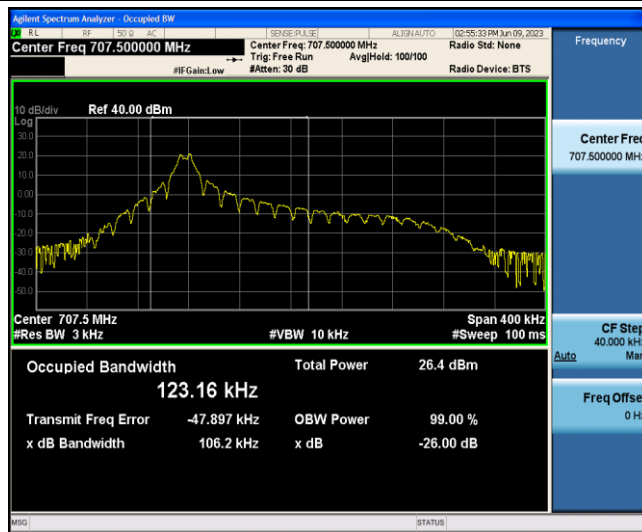 Agilent Spectrum Analyzer - Occupied BW
RL RF 50 Ω AC SENSE:PULSE ALIGNAUTO 02:55:33 PM Jun 09, 2023
Center Freq 707.500000 MHz
Center Freq: 707.500000 MHz Radio Std: None
Trig: Free Run Avg|Hold: 100/100
#IFGain:Low #Atten: 30 dB Radio Device: BTS
Frequency
10 dB/div Ref 40.00 dBm
Log
30.0
20.0
10.0
0.00
-10.0
-20.0
-30.0
-40.0
-50.0
Center 707.5 MHz Span 400 kHz
#Res BW 3 kHz #VBW 10 kHz #Sweep 100 ms
Center Freq
707.500000 MHz
CF Step
40.000 kHz
Auto Man
Freq Offse
0 Hz
Occupied Bandwidth Total Power 26.4 dBm
123.16 kHz
Transmit Freq Error -47.897 kHz OBW Power 99.00 %
x dB Bandwidth 106.2 kHz x dB -26.00 dB
MSG STATUS